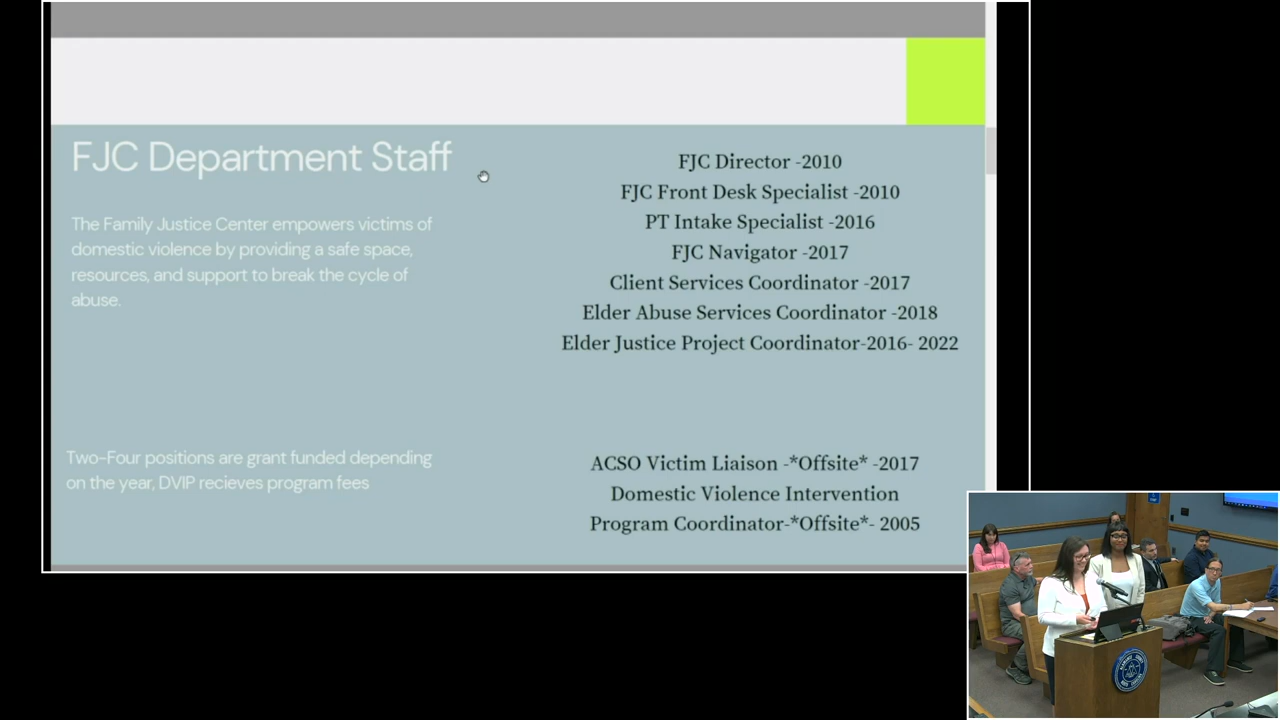 FJC Department Staff
The Family Justice Center empowers victims of
domestic violence by providing a safe space,
resources, and support to break the cycle of
abuse.
Two-Four positions are grant funded depending
on the year, DVIP recieves program fees
FJC Director -2010
FJC Front Desk Specialist -2010
PT Intake Specialist -2016
FJC Navigator -2017
Client Services Coordinator -2017
Elder Abuse Services Coordinator -2018
Elder Justice Project Coordinator-2016- 2022
ACSO Victim Liaison -*Offsite* -2017
Domestic Violence Intervention
Program Coordinator-*Offsite*- 2005